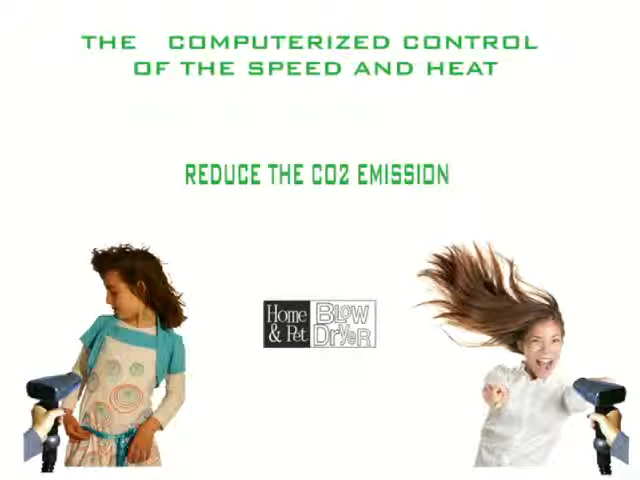 THE COMPUTERIZED CONTROL
OF THE SPEED AND HEAT
REDUCE THE CO2 EMISSION
Home & Pet
BLOW DRYER